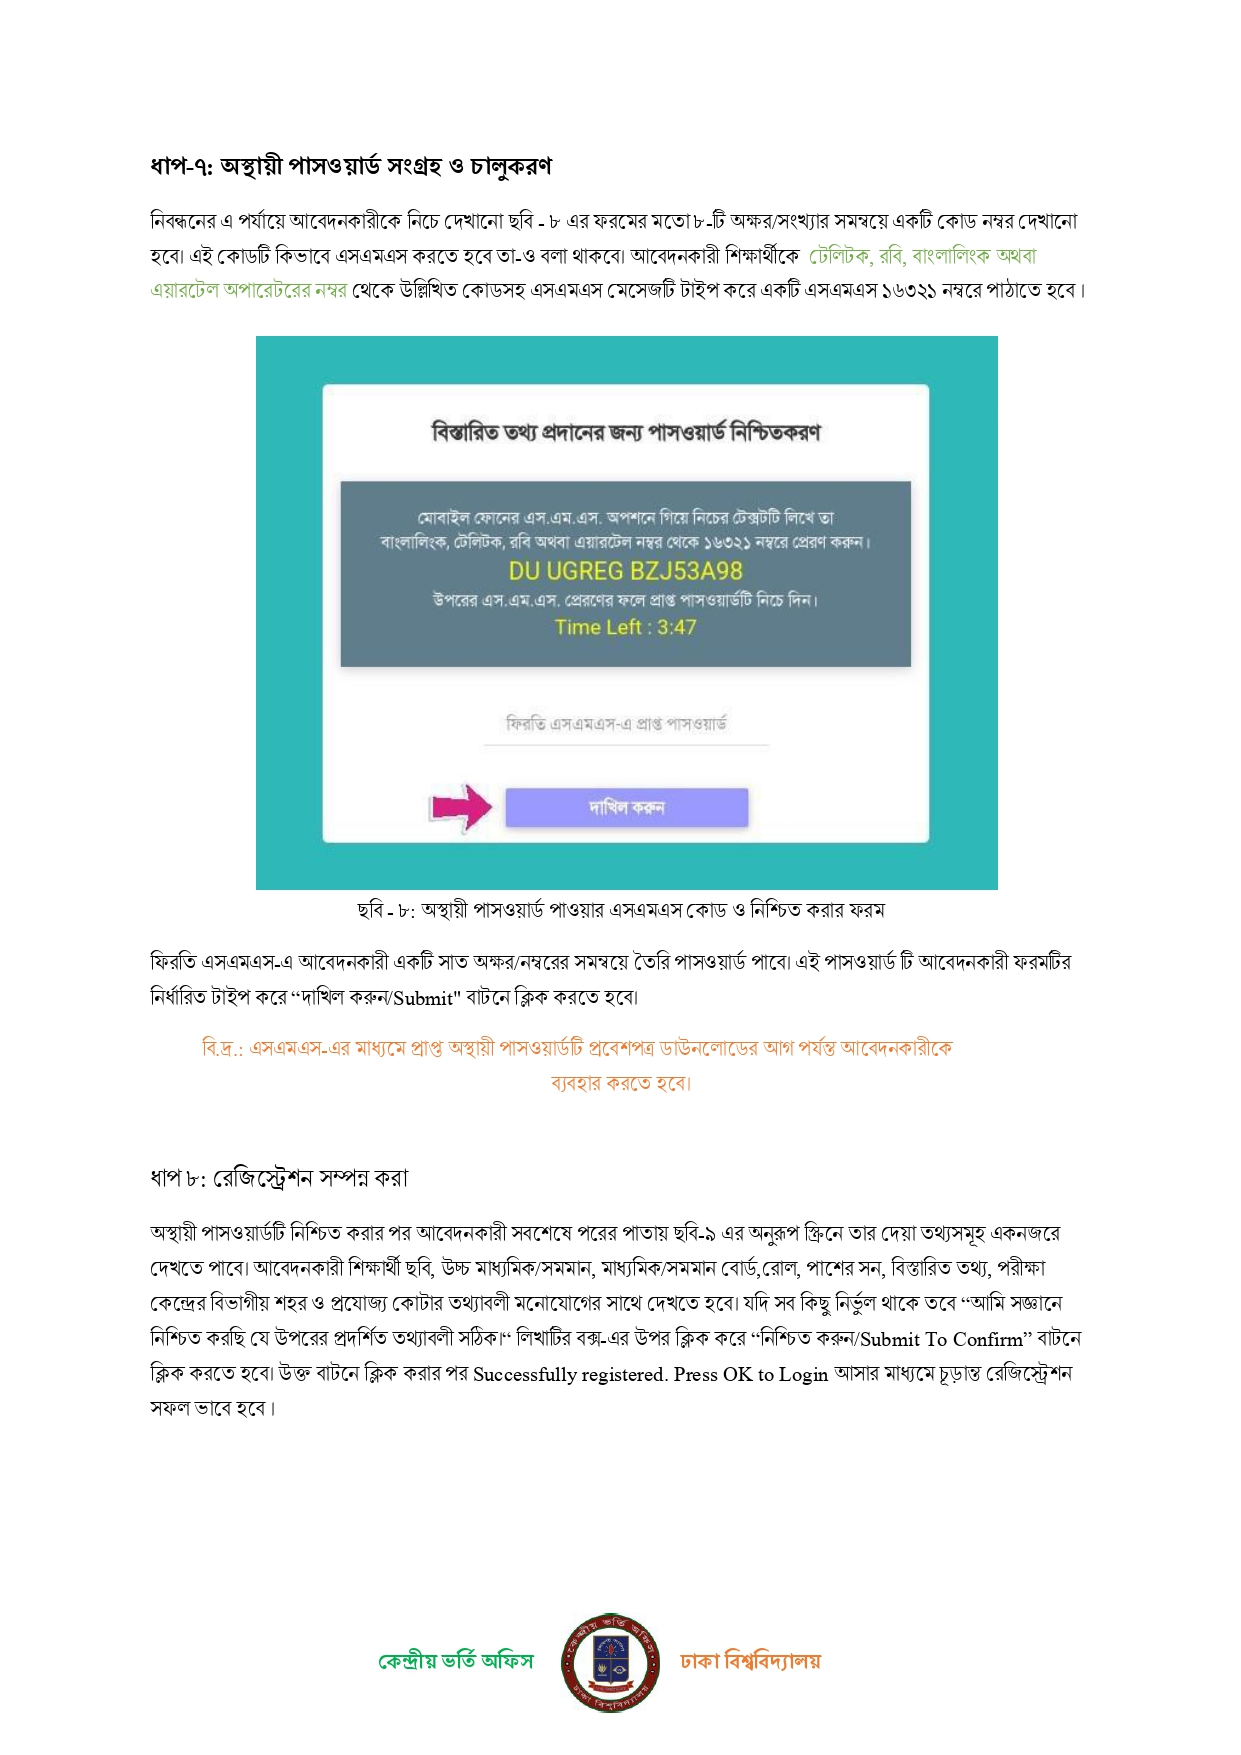 ধাপ-৭: অস্থায়ী পাসওয়ার্ড সংগ্রহ ও চালুকরণ
নিবন্ধনের এ পর্যায়ে আবেদনকারীকে নিচে দেখানো ছবি - ৮ এর ফরমের মতো ৮-টি অক্ষর/সংখ্যার সমন্বয়ে একটি কোড নম্বর দেখানো
হবে। এই কোডটি কিভাবে এসএমএস করতে হবে তা-ও বলা থাকবে। আবেদনকারী শিক্ষার্থীকে টেলিটক, রবি, বাংলালিংক অথবা
এয়ারটেল অপারেটরের নম্বর থেকে উল্লিখিত কোডসহ এসএমএস মেসেজটি টাইপ করে একটি এসএমএস ১৬৩২১ নম্বরে পাঠাতে হবে।
বিস্তারিত তথ্য প্রদানের জন্য পাসওয়ার্ড নিশ্চিতকরণ
মোবাইল ফোনের এস.এম.এস. অপশনে গিয়ে নিচের টেক্সটটি লিখে তা
বাংলালিংক, টেলিটক, রবি অথবা এয়ারটেল নম্বর থেকে ১৬৩২১ নম্বরে প্রেরণ করুন।
DU UGREG BZJ53A98
উপরের এস.এম.এস. প্রেরণের ফলে প্রাপ্ত পাসওয়ার্ডটি নিচে দিন।
Time Left : 3:47
ফিরতি এসএমএস-এ প্রাপ্ত পাসওয়ার্ড
দাখিল করুন
ছবি - ৮: অস্থায়ী পাসওয়ার্ড পাওয়ার এসএমএস কোড ও নিশ্চিত করার ফরম
ফিরতি এসএমএস-এ আবেদনকারী একটি সাত অক্ষর/নম্বরের সমন্বয়ে তৈরি পাসওয়ার্ড পাবে। এই পাসওয়ার্ড টি আবেদনকারী ফরমটির
নির্ধারিত টাইপ করে “দাখিল করুন/Submit" বাটনে ক্লিক করতে হবে।
বি.দ্র.: এসএমএস-এর মাধ্যমে প্রাপ্ত অস্থায়ী পাসওয়ার্ডটি প্রবেশপত্র ডাউনলোডের আগ পর্যন্ত আবেদনকারীকে
ব্যবহার করতে হবে।
ধাপ ৮: রেজিস্ট্রেশন সম্পন্ন করা
অস্থায়ী পাসওয়ার্ডটি নিশ্চিত করার পর আবেদনকারী সবশেষে পরের পাতায় ছবি-৯ এর অনুরূপ স্ক্রিনে তার দেয়া তথ্যসমূহ একনজরে
দেখতে পাবে। আবেদনকারী শিক্ষার্থী ছবি, উচ্চ মাধ্যমিক/সমমান, মাধ্যমিক/সমমান বোর্ড,রোল, পাশের সন, বিস্তারিত তথ্য, পরীক্ষা
কেন্দ্রের বিভাগীয় শহর ও প্রযোজ্য কোটার তথ্যাবলী মনোযোগের সাথে দেখতে হবে। যদি সব কিছু নির্ভুল থাকে তবে “আমি সজ্ঞানে
নিশ্চিত করছি যে উপরের প্রদর্শিত তথ্যাবলী সঠিক।“ লিখাটির বক্স-এর উপর ক্লিক করে “নিশ্চিত করুন/Submit To Confirm” বাটনে
ক্লিক করতে হবে। উক্ত বাটনে ক্লিক করার পর Successfully registered. Press OK to Login আসার মাধ্যমে চূড়ান্ত রেজিস্ট্রেশন
সফল ভাবে হবে।
কেন্দ্রীয় ভর্তি অফিস
কেন্দ্রীয় ভর্তি অফিস
ঢাকা বিশ্ববিদ্যালয়
ঢাকা বিশ্ববিদ্যালয়